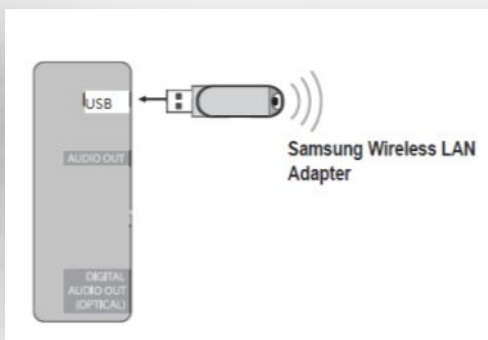 USB
AUDIO OUT
DIGITAL
AUDIO OUT
(OPTICAL)
Samsung Wireless LAN
Adapter